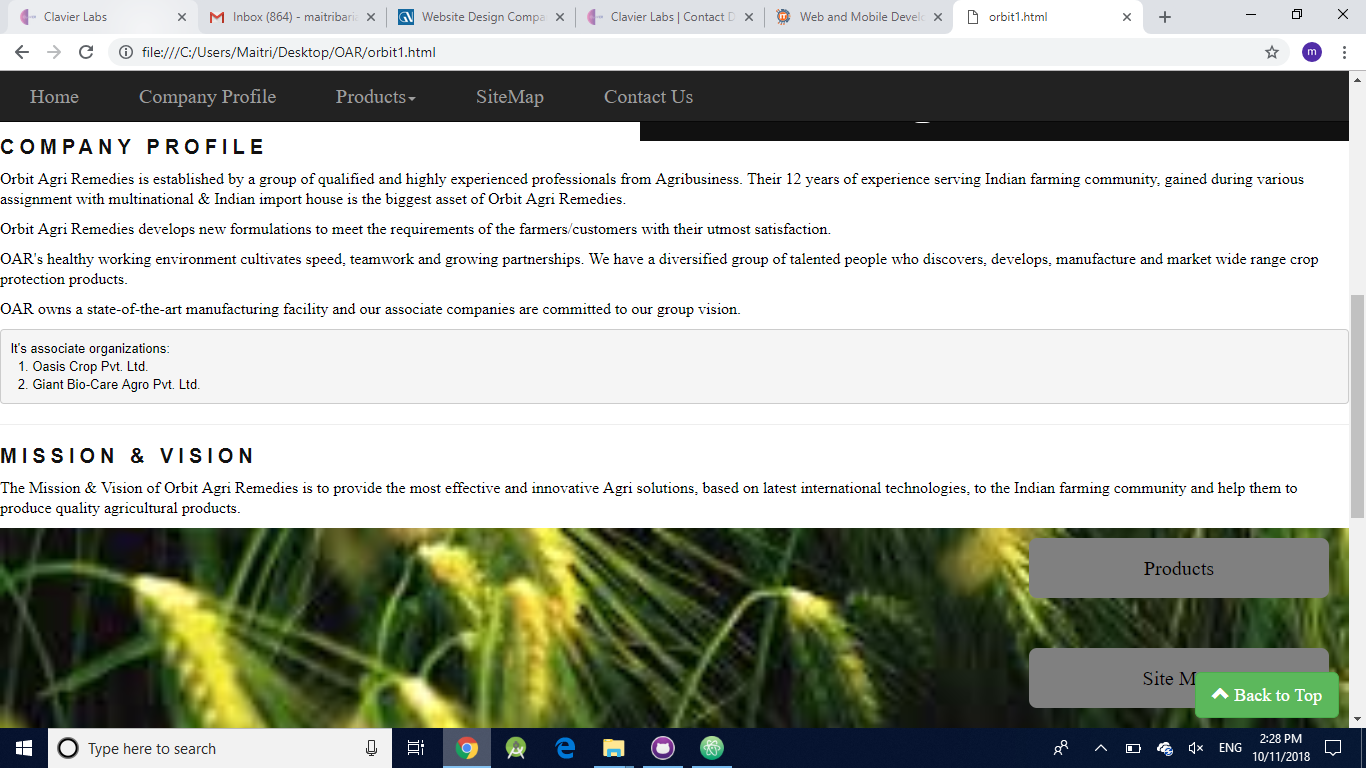 Clavier Labs
Inbox (864) - maitribaria
Website Design Compa
Clavier Labs | Contact D
Web and Mobile Develo
orbit1.html
file:///C:/Users/Maitri/Desktop/OAR/orbit1.html
m
Home Company Profile Products SiteMap Contact Us
COMPANY PROFILE
Orbit Agri Remedies is established by a group of qualified and highly experienced professionals from Agribusiness. Their 12 years of experience serving Indian farming community, gained during various
assignment with multinational & Indian import house is the biggest asset of Orbit Agri Remedies.
Orbit Agri Remedies develops new formulations to meet the requirements of the farmers/customers with their utmost satisfaction.
OAR's healthy working environment cultivates speed, teamwork and growing partnerships. We have a diversified group of talented people who discovers, develops, manufacture and market wide range crop
protection products.
OAR owns a state-of-the-art manufacturing facility and our associate companies are committed to our group vision.
It's associate organizations:
1. Oasis Crop Pvt. Ltd.
2. Giant Bio-Care Agro Pvt. Ltd.
MISSION & VISION
The Mission & Vision of Orbit Agri Remedies is to provide the most effective and innovative Agri solutions, based on latest international technologies, to the Indian farming community and help them to
produce quality agricultural products.
Products
Site M
Back to Top
Type here to search
ENG
2:28 PM
10/11/2018